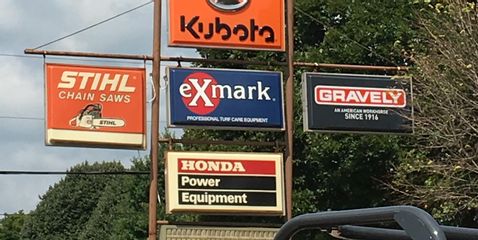 Kubota
STIHL
CHAIN SAWS
STIHL
eXmark
PROFESSIONAL TURF CARE EQUIPMENT
GRAVELY
AN AMERICAN WORKHORSE
SINCE 1916
HONDA
Power
Equipment